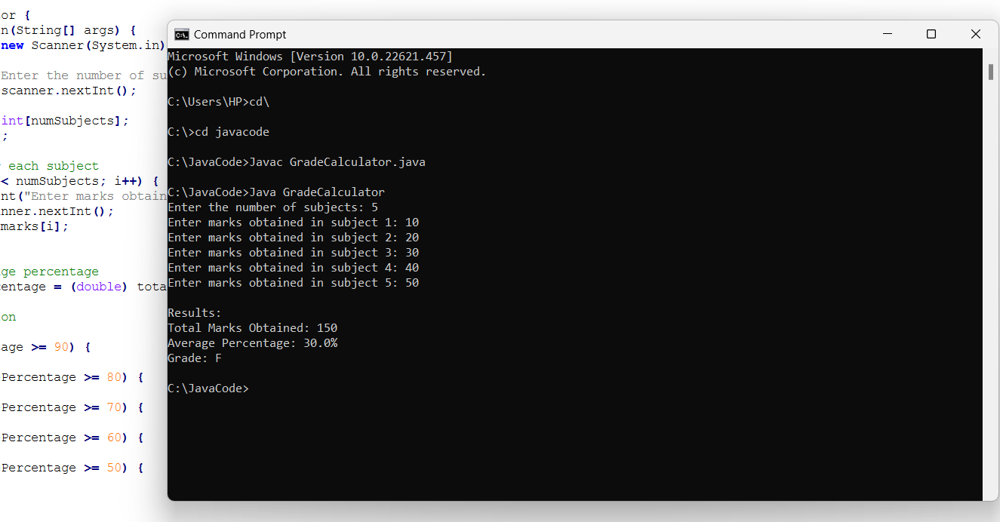 or {
n(String[] args) {
new Scanner(System.in)
Enter the number of su
scanner.nextInt();
int[numSubjects];
;
each subject
< numSubjects; i++) {
nt("Enter marks obtain
nner.nextInt();
marks[i];
ge percentage
entage = (double) tota
on
age >= 90) {
Percentage >= 80) {
Percentage >= 70) {
Percentage >= 60) {
Percentage >= 50) {
Command Prompt
Microsoft Windows [Version 10.0.22621.457]
(c) Microsoft Corporation. All rights reserved.
C:\Users\HP>cd\
C:\>cd javacode
C:\JavaCode>Javac GradeCalculator.java
C:\JavaCode>Java GradeCalculator
Enter the number of subjects: 5
Enter marks obtained in subject 1: 10
Enter marks obtained in subject 2: 20
Enter marks obtained in subject 3: 30
Enter marks obtained in subject 4: 40
Enter marks obtained in subject 5: 50
Results:
Total Marks Obtained: 150
Average Percentage: 30.0%
Grade: F
C:\JavaCode>